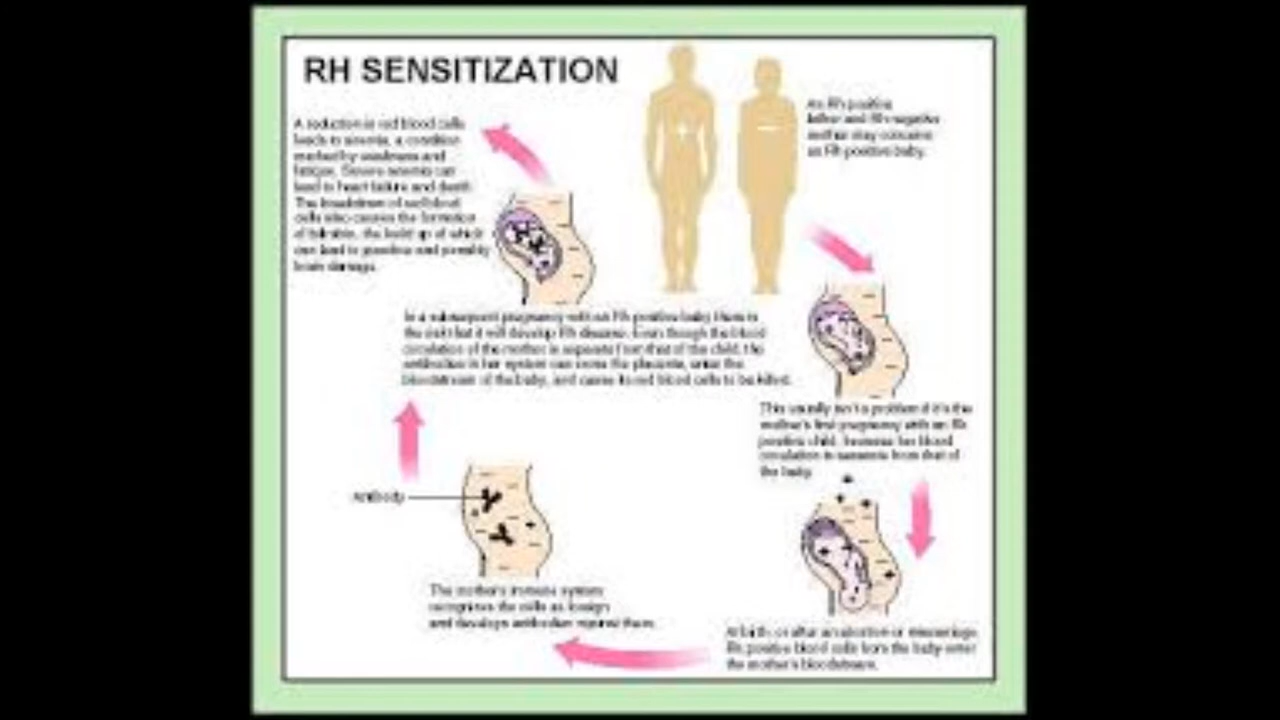 RH SENSITIZATION
An Rh positive
father and Rh negative
mother may conceive
an Rh positive baby.
This usually isn't a problem if it's the
mother's first pregnancy with an Rh
positive child, because her blood
circulation is separate from that of
the baby.
At birth, or after an abortion or miscarriage,
Rh positive blood cells from the baby enter
the mother's bloodstream.
The mother's immune system
recognizes the cells as foreign
and develops antibodies against them.
Antibody
In a subsequent pregnancy with an Rh positive baby, there is
the risk that it will develop Rh disease. Even though the blood
circulation of the mother is separate from that of the child, the
antibodies in her system can cross the placenta, enter the
bloodstream of the baby, and cause its red blood cells to be killed.
A reduction in red blood cells
leads to anemia, a condition
marked by weakness and
fatigue. Severe anemia can
lead to heart failure and death.
The breakdown of red blood
cells also causes the formation
of bilirubin, the build up of which
can lead to jaundice and possibly
brain damage.